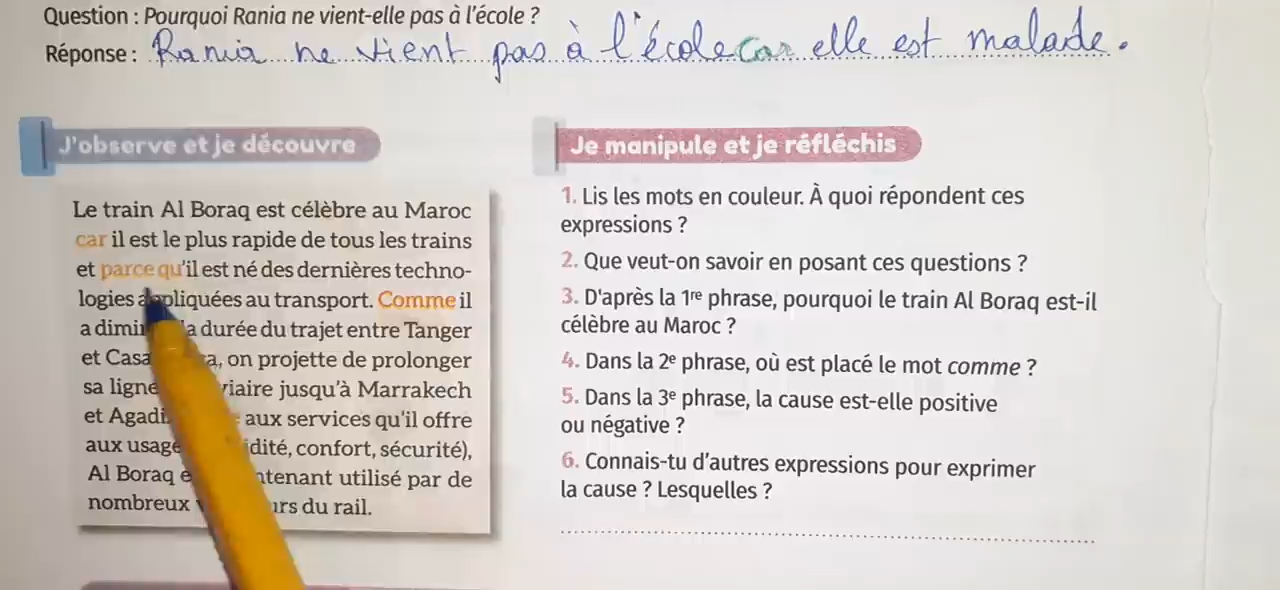 Question : Pourquoi Rania ne vient-elle pas à l'école ?
Réponse : Rania ne vient pas à l'école car elle est malade.
J'observe et je découvre
Le train Al Boraq est célèbre au Maroc
car il est le plus rapide de tous les trains
et parce qu'il est né des dernières techno-
logies appliquées au transport. Comme il
a la durée du trajet entre Tanger
et on projette de prolonger
sa ligne jusqu'à Marrakech
et aux services qu'il offre
aux confort, sécurité),
Al Boraq utilisé par de
nombreux du rail.
Je manipule et je réfléchis
1. Lis les mots en couleur. À quoi répondent ces
expressions ?
2. Que veut-on savoir en posant ces questions ?
3. D'après la 1re phrase, pourquoi le train Al Boraq est-il
célèbre au Maroc ?
4. Dans la 2e phrase, où est placé le mot comme ?
5. Dans la 3e phrase, la cause est-elle positive
ou négative ?
6. Connais-tu d'autres expressions pour exprimer
la cause ? Lesquelles ?